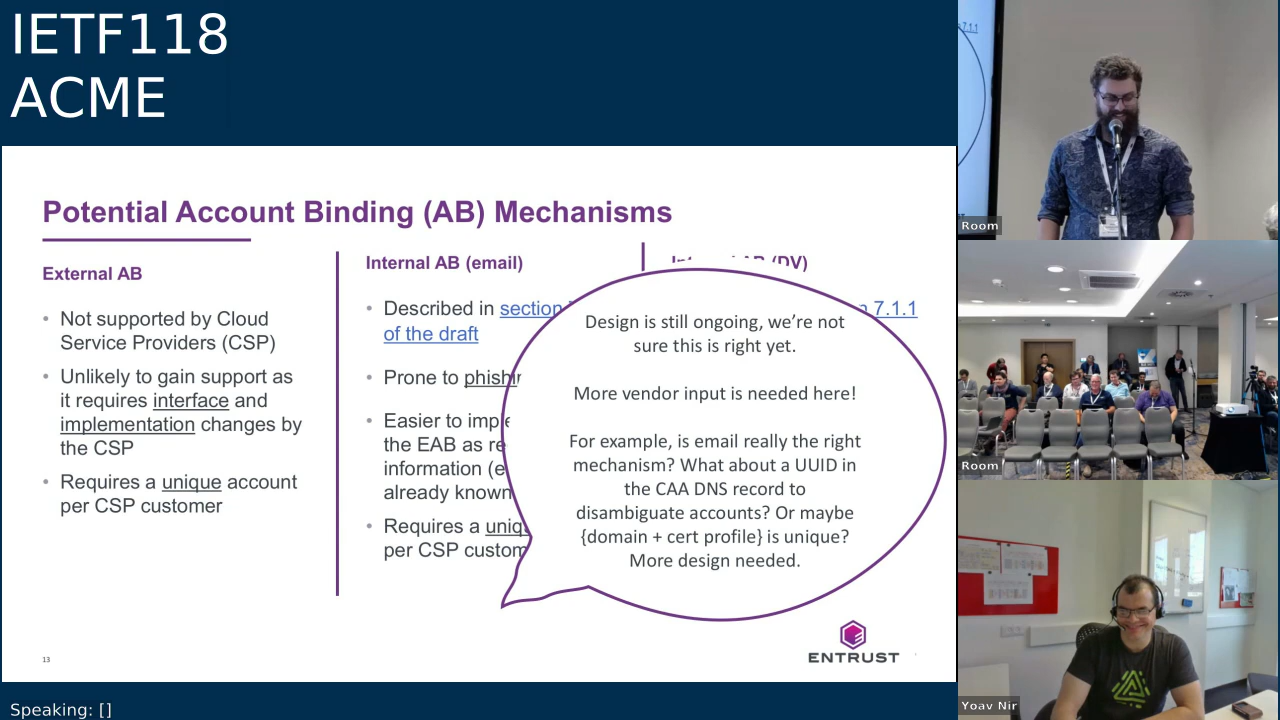 IETF118
ACME
Potential Account Binding (AB) Mechanisms
External AB
• Not supported by Cloud
Service Providers (CSP)
• Unlikely to gain support as
it requires interface and
implementation changes by
the CSP
• Requires a unique account
per CSP customer
Internal AB (email)
• Described in section
of the draft
• Prone to
• Easier to
the EAB as
information
already known
• Requires a
per CSP
AB (DV)
7.1.1
Design is still ongoing, we’re not
sure this is right yet.
More vendor input is needed here!
For example, is email really the right
mechanism? What about a UUID in
the CAA DNS record to
disambiguate accounts? Or maybe
{domain + cert profile} is unique?
More design needed.
ENTRUST
13
Speaking: []
7.1.1
Room
Room
Yoav Nir